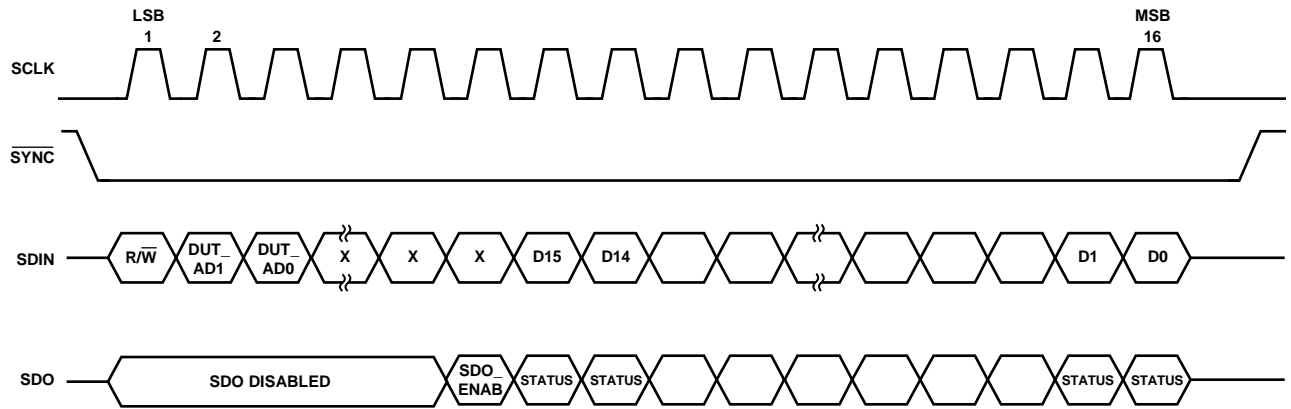 LSB MSB
1 2 16
SCLK
SYNC
SDIN R/W DUT_ AD1 DUT_ AD0 X X X D15 D14 D1 D0
SDO SDO DISABLED SDO_ ENAB STATUS STATUS STATUS STATUS